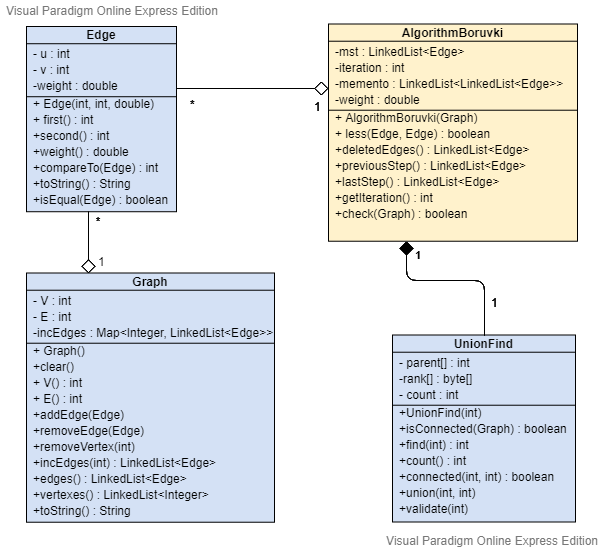 Visual Paradigm Online Express Edition
Edge
- u : int
- v : int
-weight : double
+ Edge(int, int, double)
+ first() : int
+second() : int
+weight() : double
+compareTo(Edge) : int
+toString() : String
+isEqual(Edge) : boolean
*
1
AlgorithmBoruvki
-mst : LinkedList<Edge>
-iteration : int
-memento : LinkedList<LinkedList<Edge>>
-weight : double
+ AlgorithmBoruvki(Graph)
+ less(Edge, Edge) : boolean
+deletedEdges() : LinkedList<Edge>
+previousStep() : LinkedList<Edge>
+lastStep() : LinkedList<Edge>
+getIteration() : int
+check(Graph) : boolean
*
1
Graph
- V : int
- E : int
-incEdges : Map<Integer, LinkedList<Edge>>
+ Graph()
+clear()
+ V() : int
+ E() : int
+addEdge(Edge)
+removeEdge(Edge)
+removeVertex(int)
+incEdges(int) : LinkedList<Edge>
+edges() : LinkedList<Edge>
+vertexes() : LinkedList<Integer>
+toString() : String
1
1
UnionFind
- parent[] : int
-rank[] : byte[]
- count : int
+UnionFind(int)
+isConnected(Graph) : boolean
+find(int) : int
+count() : int
+connected(int, int) : boolean
+union(int, int)
+validate(int)
Visual Paradigm Online Express Edition